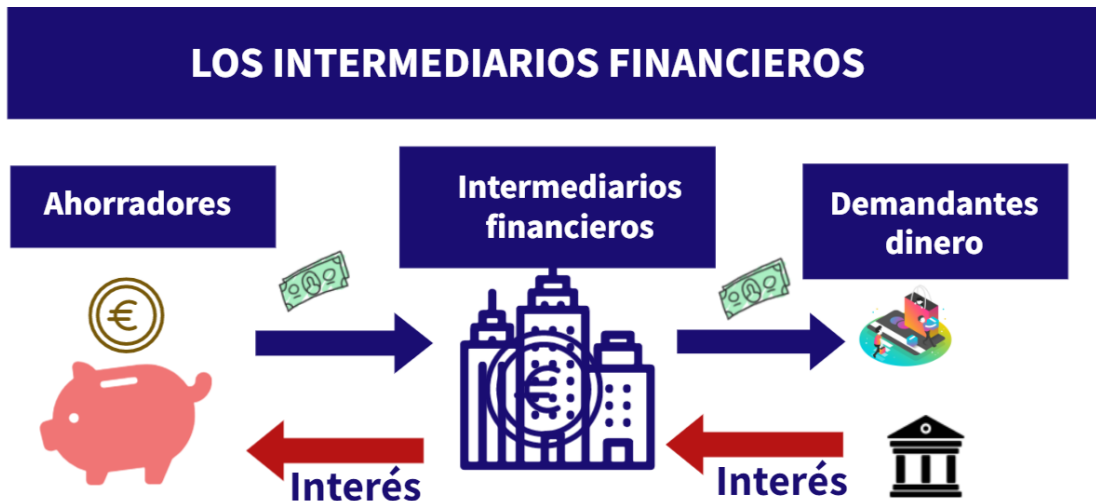 LOS INTERMEDIARIOS FINANCIEROS
Ahorradores
Intermediarios
financieros
Demandantes
dinero
€
€
Interés
Interés